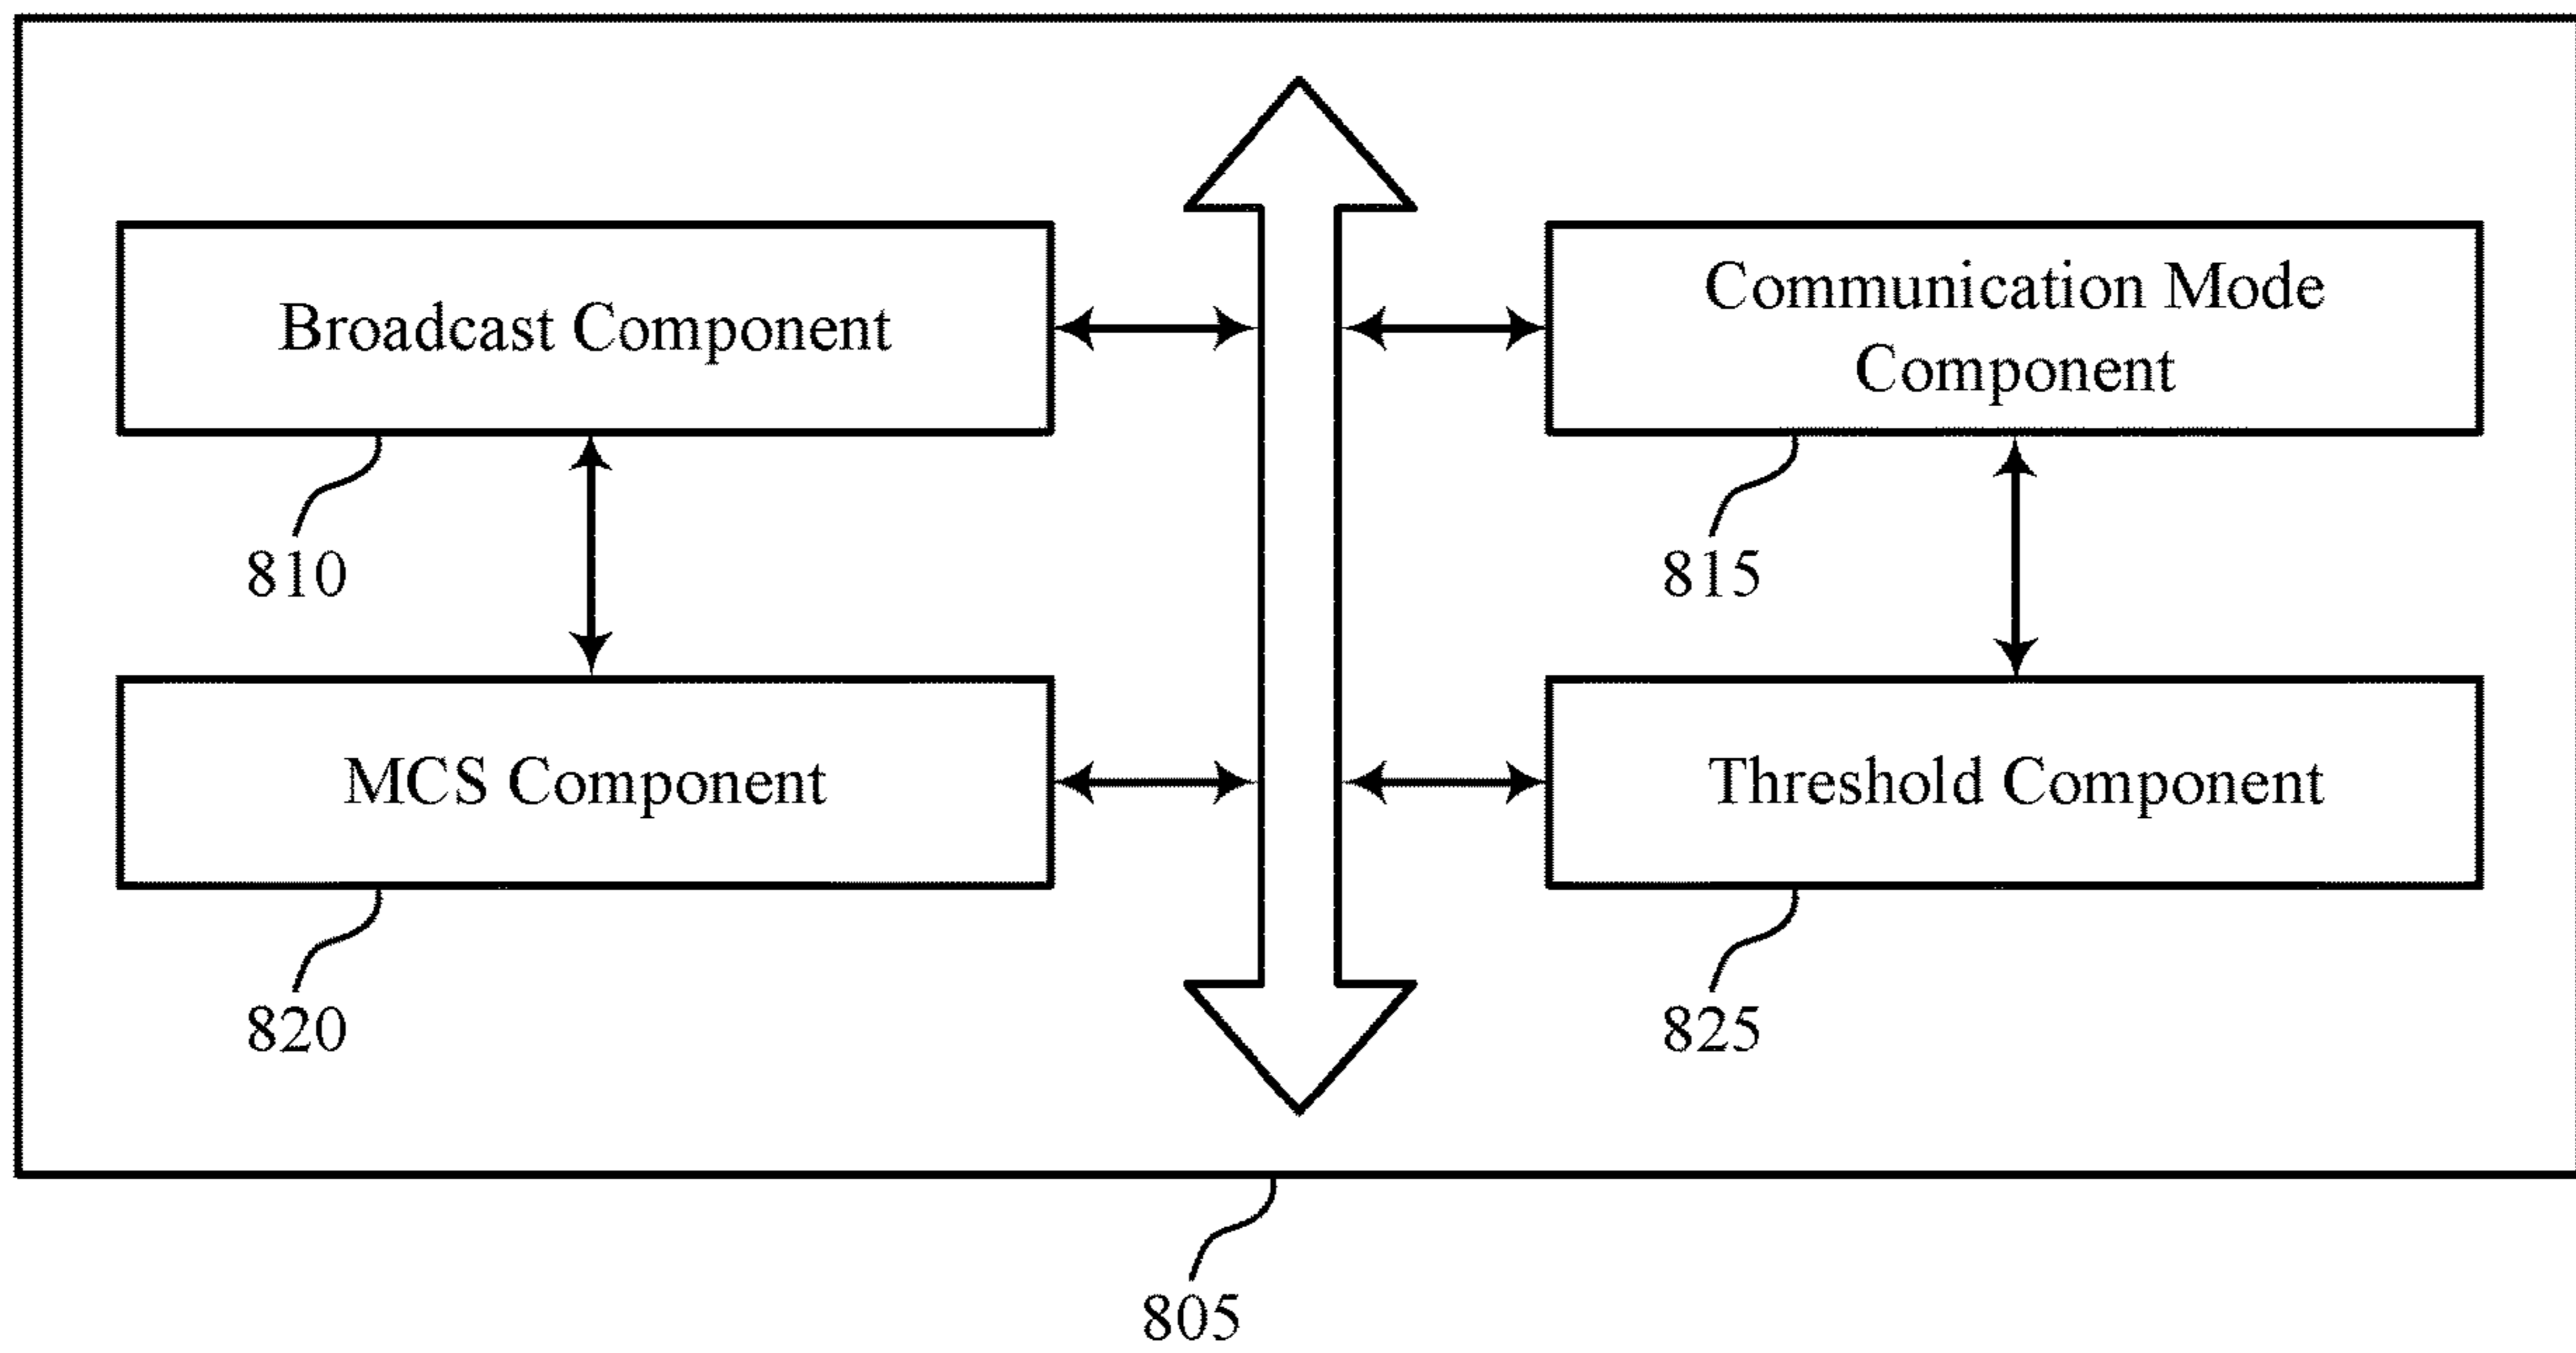 Broadcast Component
Communication Mode
Component
810
815
MCS Component
Threshold Component
820
825
805